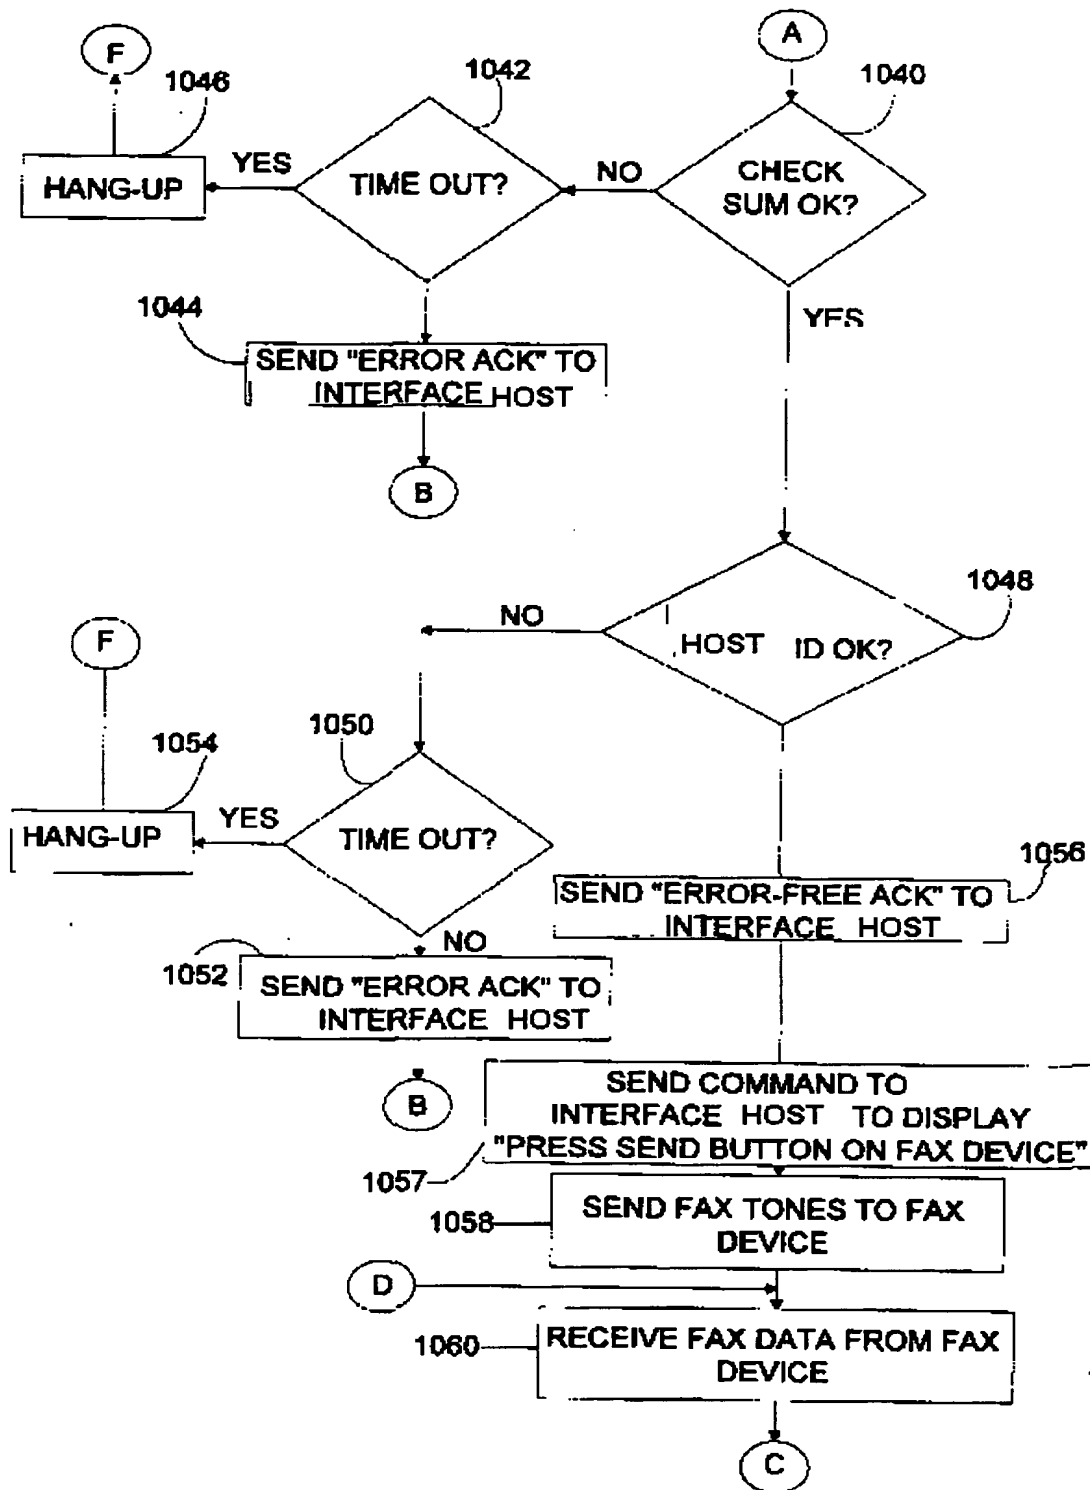 F
A
1046
1042
1040
HANG-UP
YES
TIME OUT?
NO
CHECK
SUM OK?
1044
YES
SEND "ERROR ACK" TO
INTERFACE HOST
B
1048
NO
HOST ID OK?
F
1054
1050
HANG-UP
YES
TIME OUT?
1056
SEND "ERROR-FREE ACK" TO
INTERFACE HOST
NO
1052
SEND "ERROR ACK" TO
INTERFACE HOST
B
SEND COMMAND TO
INTERFACE HOST TO DISPLAY
"PRESS SEND BUTTON ON FAX DEVICE"
1057
1058
SEND FAX TONES TO FAX
DEVICE
D
1060
RECEIVE FAX DATA FROM FAX
DEVICE
C